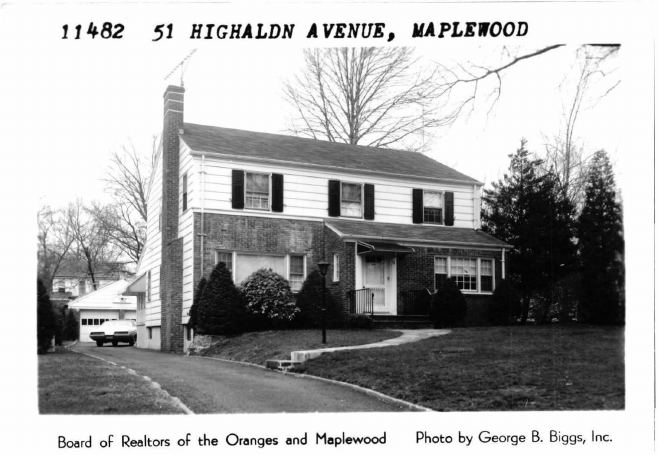 11482 51 HIGHALDN AVENUE, MAPLEWOOD
Board of Realtors of the Oranges and Maplewood Photo by George B. Biggs, Inc.